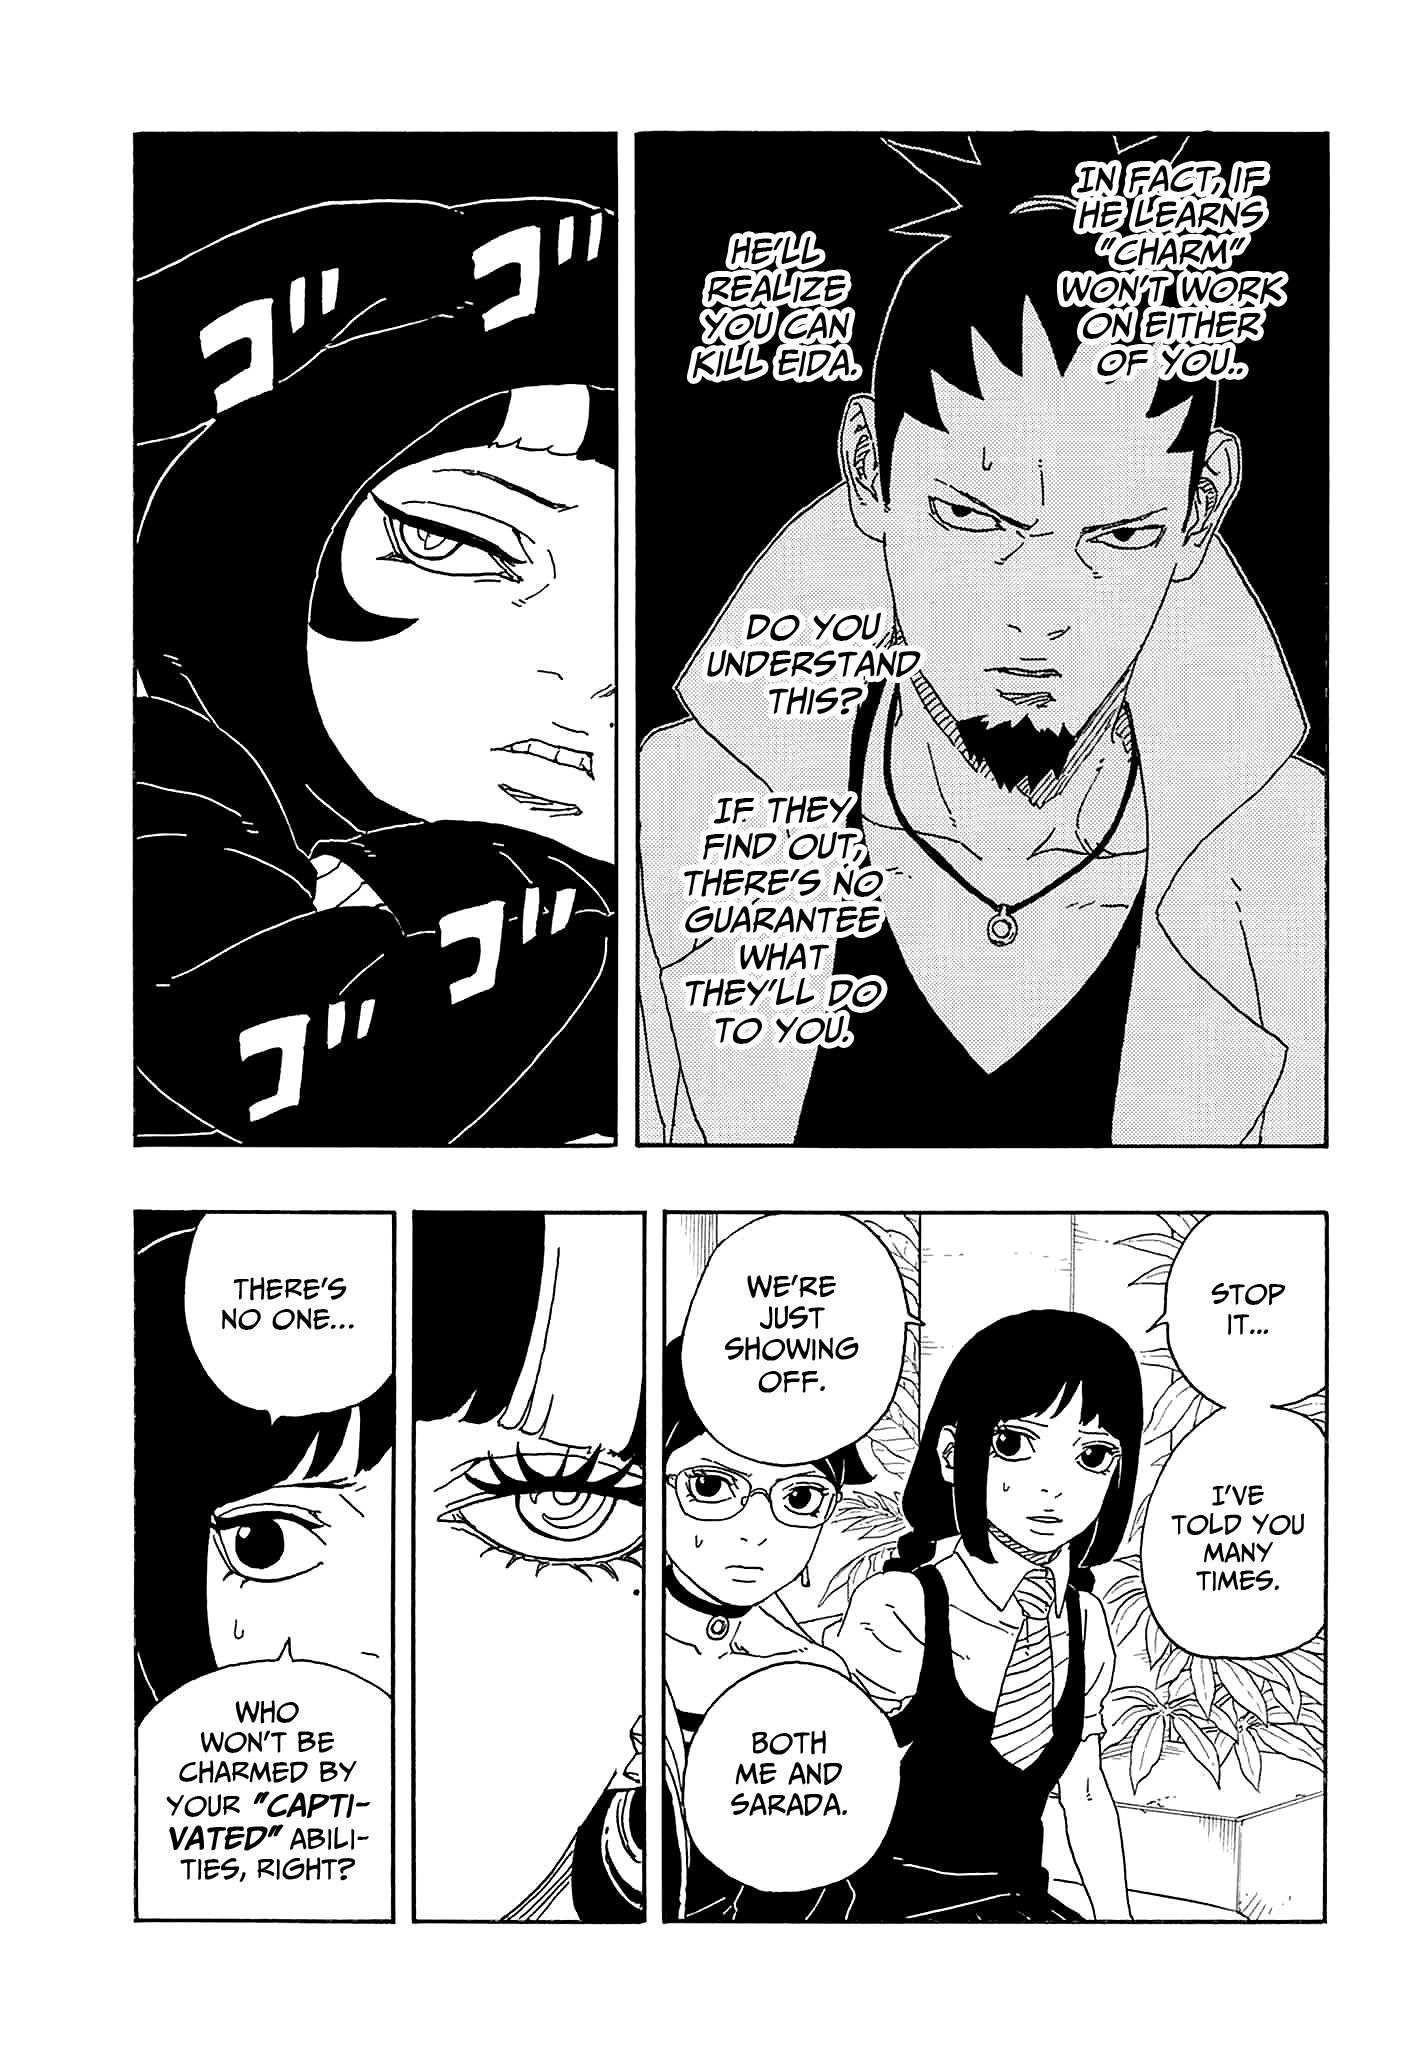 IN FACT, IF
HE LEARNS
"CHARM"
WON'T WORK
ON EITHER
OF YOU..
HE'LL
REALIZE
YOU CAN
KILL EIDA.
DO YOU
UNDERSTAND
THIS?
IF THEY
FIND OUT,
THERE'S NO
GUARANTEE
WHAT
THEY'LL DO
TO YOU.
ゴ
ゴ
ゴ
ゴ
STOP
IT...
I'VE
TOLD YOU
MANY
TIMES.
WE'RE
JUST
SHOWING
OFF.
BOTH
ME AND
SARADA.
THERE'S
NO ONE...
WHO
WON'T BE
CHARMED BY
YOUR "CAPTI-
VATED" ABILI-
TIES, RIGHT?